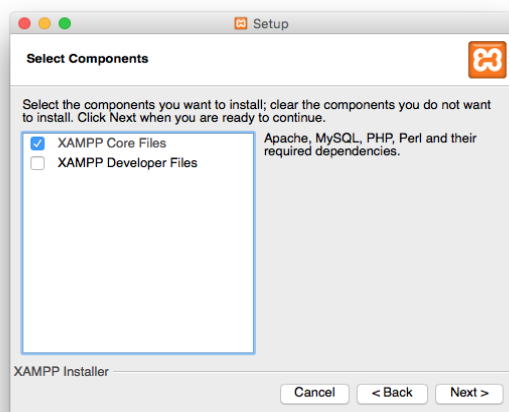 Setup
Select Components
Select the components you want to install; clear the components you do not want
to install. Click Next when you are ready to continue.
XAMPP Core Files
XAMPP Developer Files
Apache, MySQL, PHP, Perl and their
required dependencies.
XAMPP Installer
Cancel
< Back
Next >